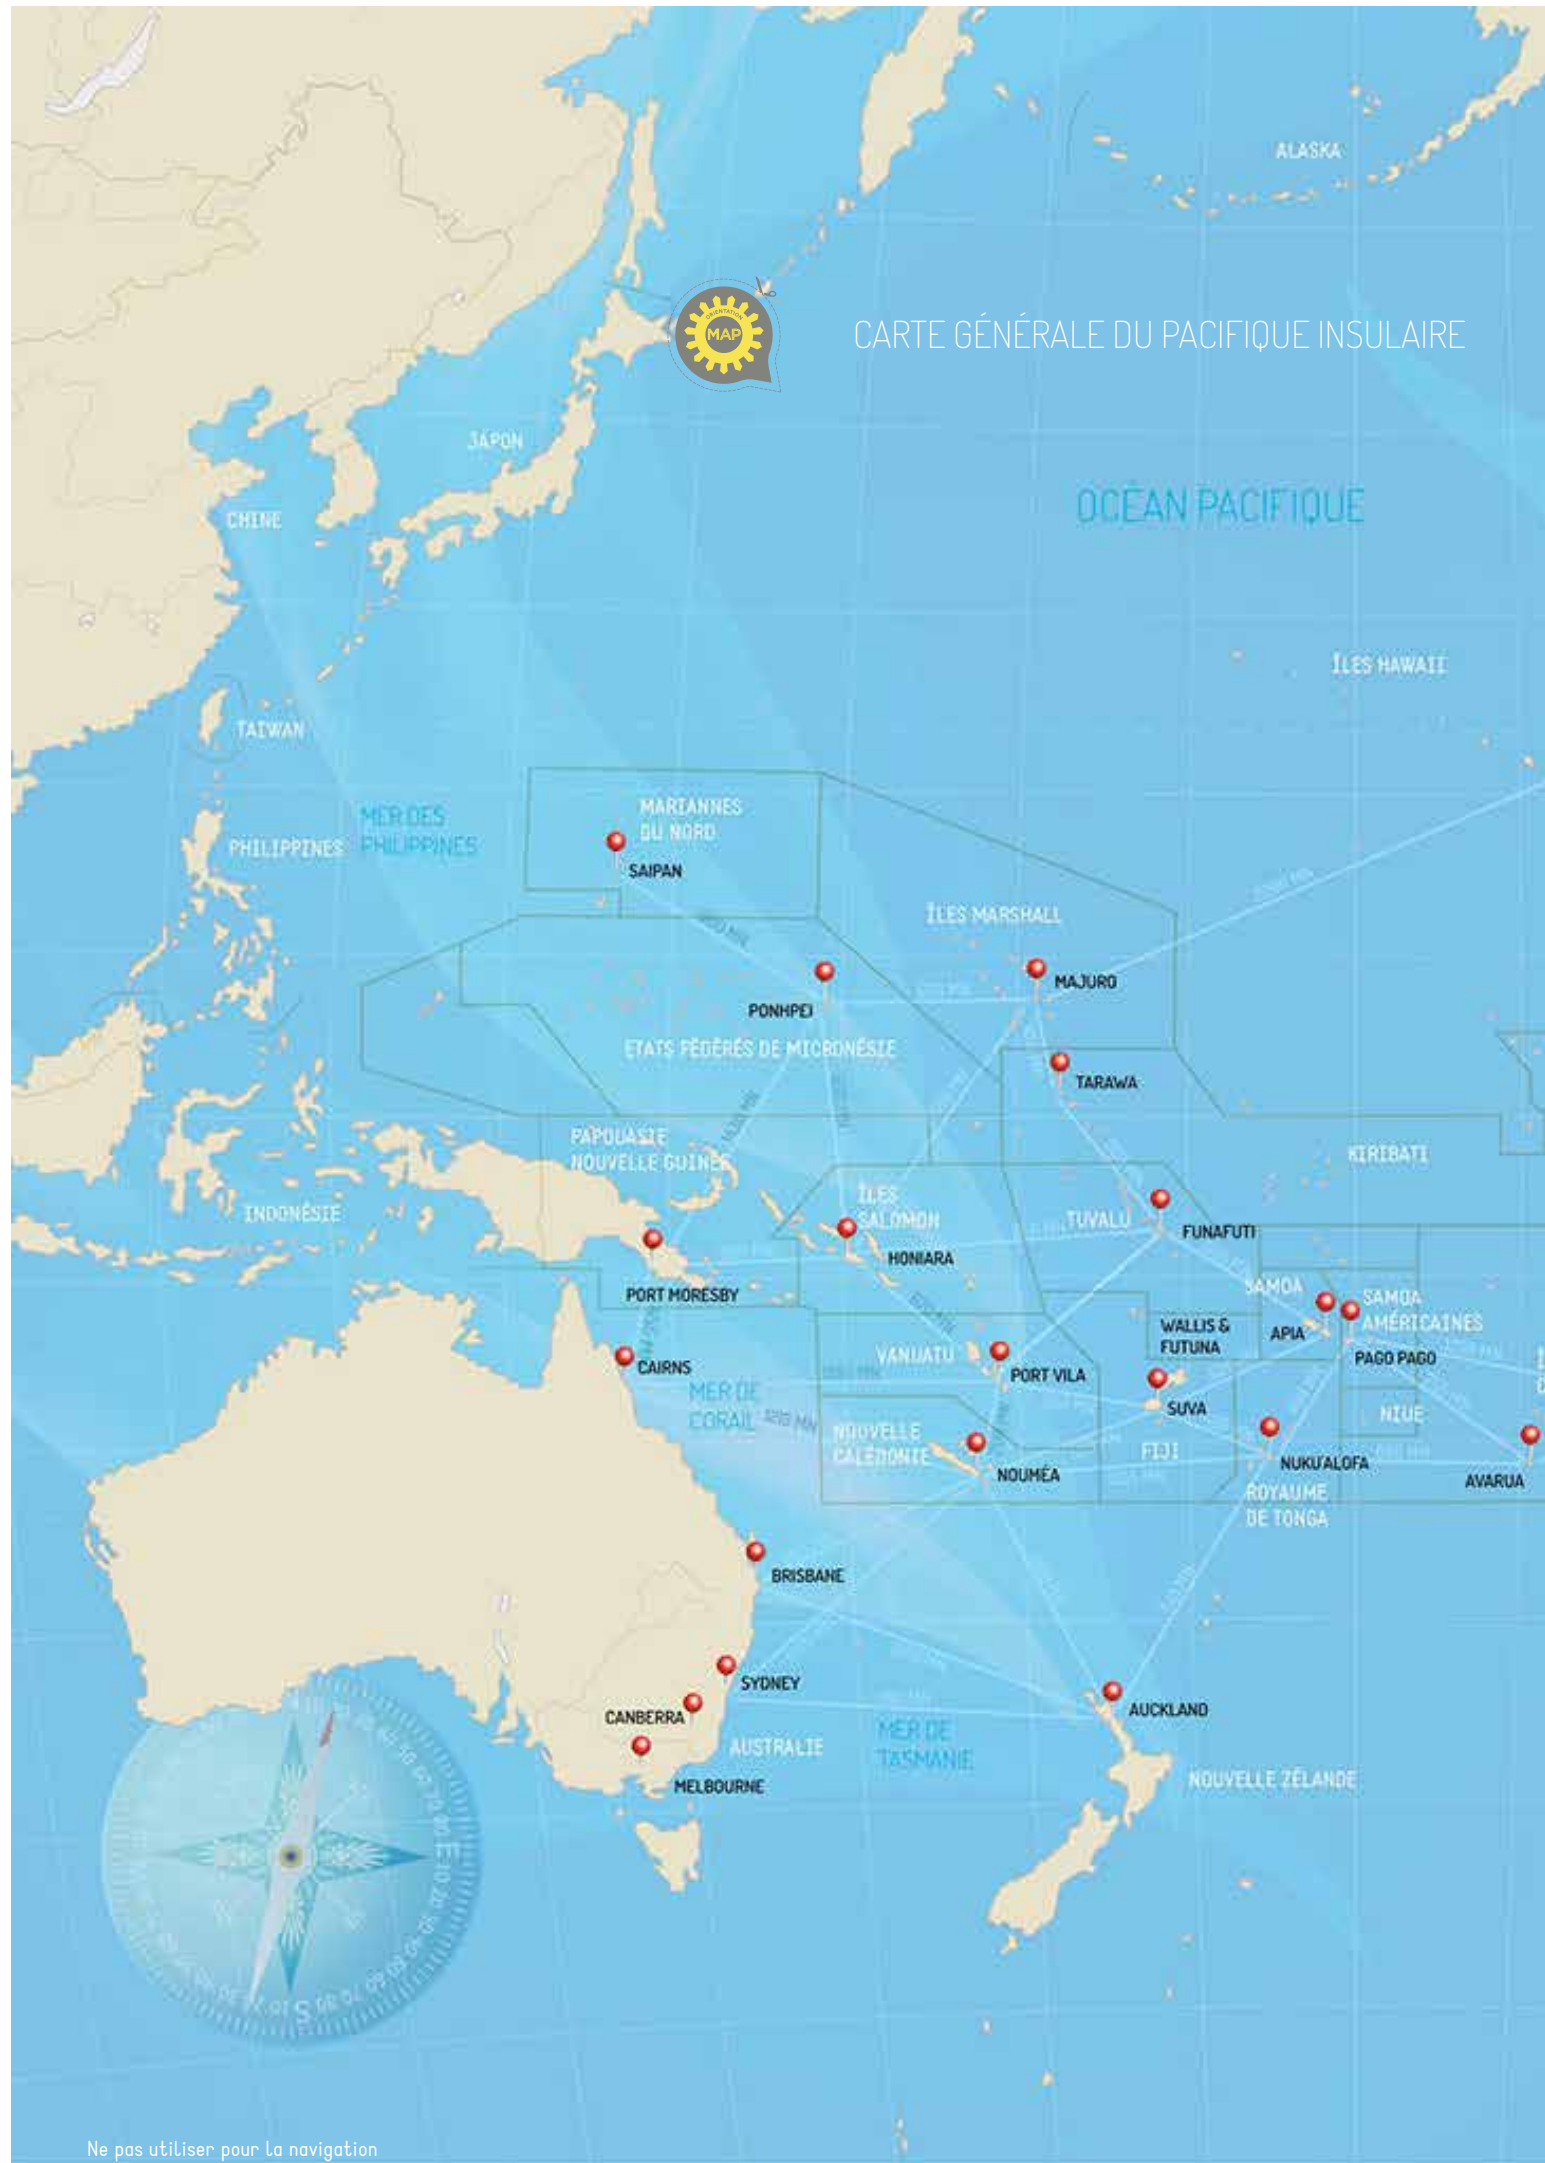 ALASKA
ORIENTATION
MAP
CARTE GÉNÉRALE DU PACIFIQUE INSULAIRE
JAPON
OCÉAN PACIFIQUE
CHINE
ÎLES HAWAII
TAÏWAN
MARIANNES
DU NORD
MER DES
PHILIPPINES
PHILIPPINES
SAIPAN
ÎLES MARSHALL
MAJURO
PONHPEI
ETATS FÉDÉRÉS DE MICRONÉSIE
TARAWA
PAPOUASIE
NOUVELLE GUINÉE
KIRIBATI
ÎLES
SALOMON
INDONÉSIE
TUVALU
FUNAFUTI
HONIARA
PORT MORESBY
SAMOA
SAMOA
AMÉRICAINES
WALLIS &
FUTUNA
APIA
VANUATU
PAGO PAGO
CAIRNS
PORT VILA
MER DE
CORAIL
1210 MN
SUVA
NIUE
NOUVELLE
CALÉDONIE
FIJI
NOUMÉA
NUKU'ALOFA
AVARUA
ROYAUME
DE TONGA
BRISBANE
SYDNEY
CANBERRA
AUCKLAND
MER DE
TASMANIE
AUSTRALIE
MELBOURNE
NOUVELLE ZÉLANDE
E
S
Ne pas utiliser pour la navigation